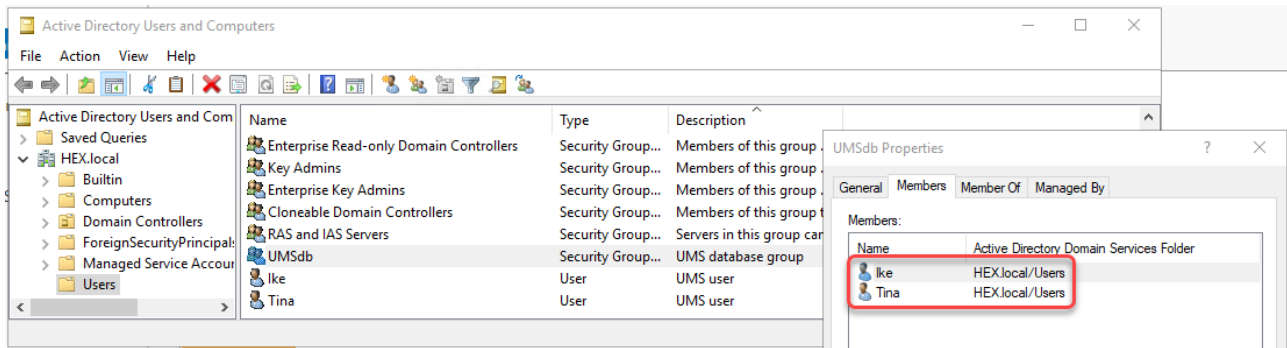 Active Directory Users and Computers
File Action View Help
Active Directory Users and Com
Saved Queries
HEX.local
Builtin
Computers
Domain Controllers
ForeignSecurityPrincipals
Managed Service Accour
Users
Name Type Description
Enterprise Read-only Domain Controllers Security Group... Members of this group .
Key Admins Security Group... Members of this group .
Enterprise Key Admins Security Group... Members of this group .
Cloneable Domain Controllers Security Group... Members of this group t
RAS and IAS Servers Security Group... Servers in this group car
UMSdb Security Group... UMS database group
Ike User UMS user
Tina User UMS user
UMSdb Properties
General Members Member Of Managed By
Members:
Name Active Directory Domain Services Folder
Ike HEX.local/Users
Tina HEX.local/Users